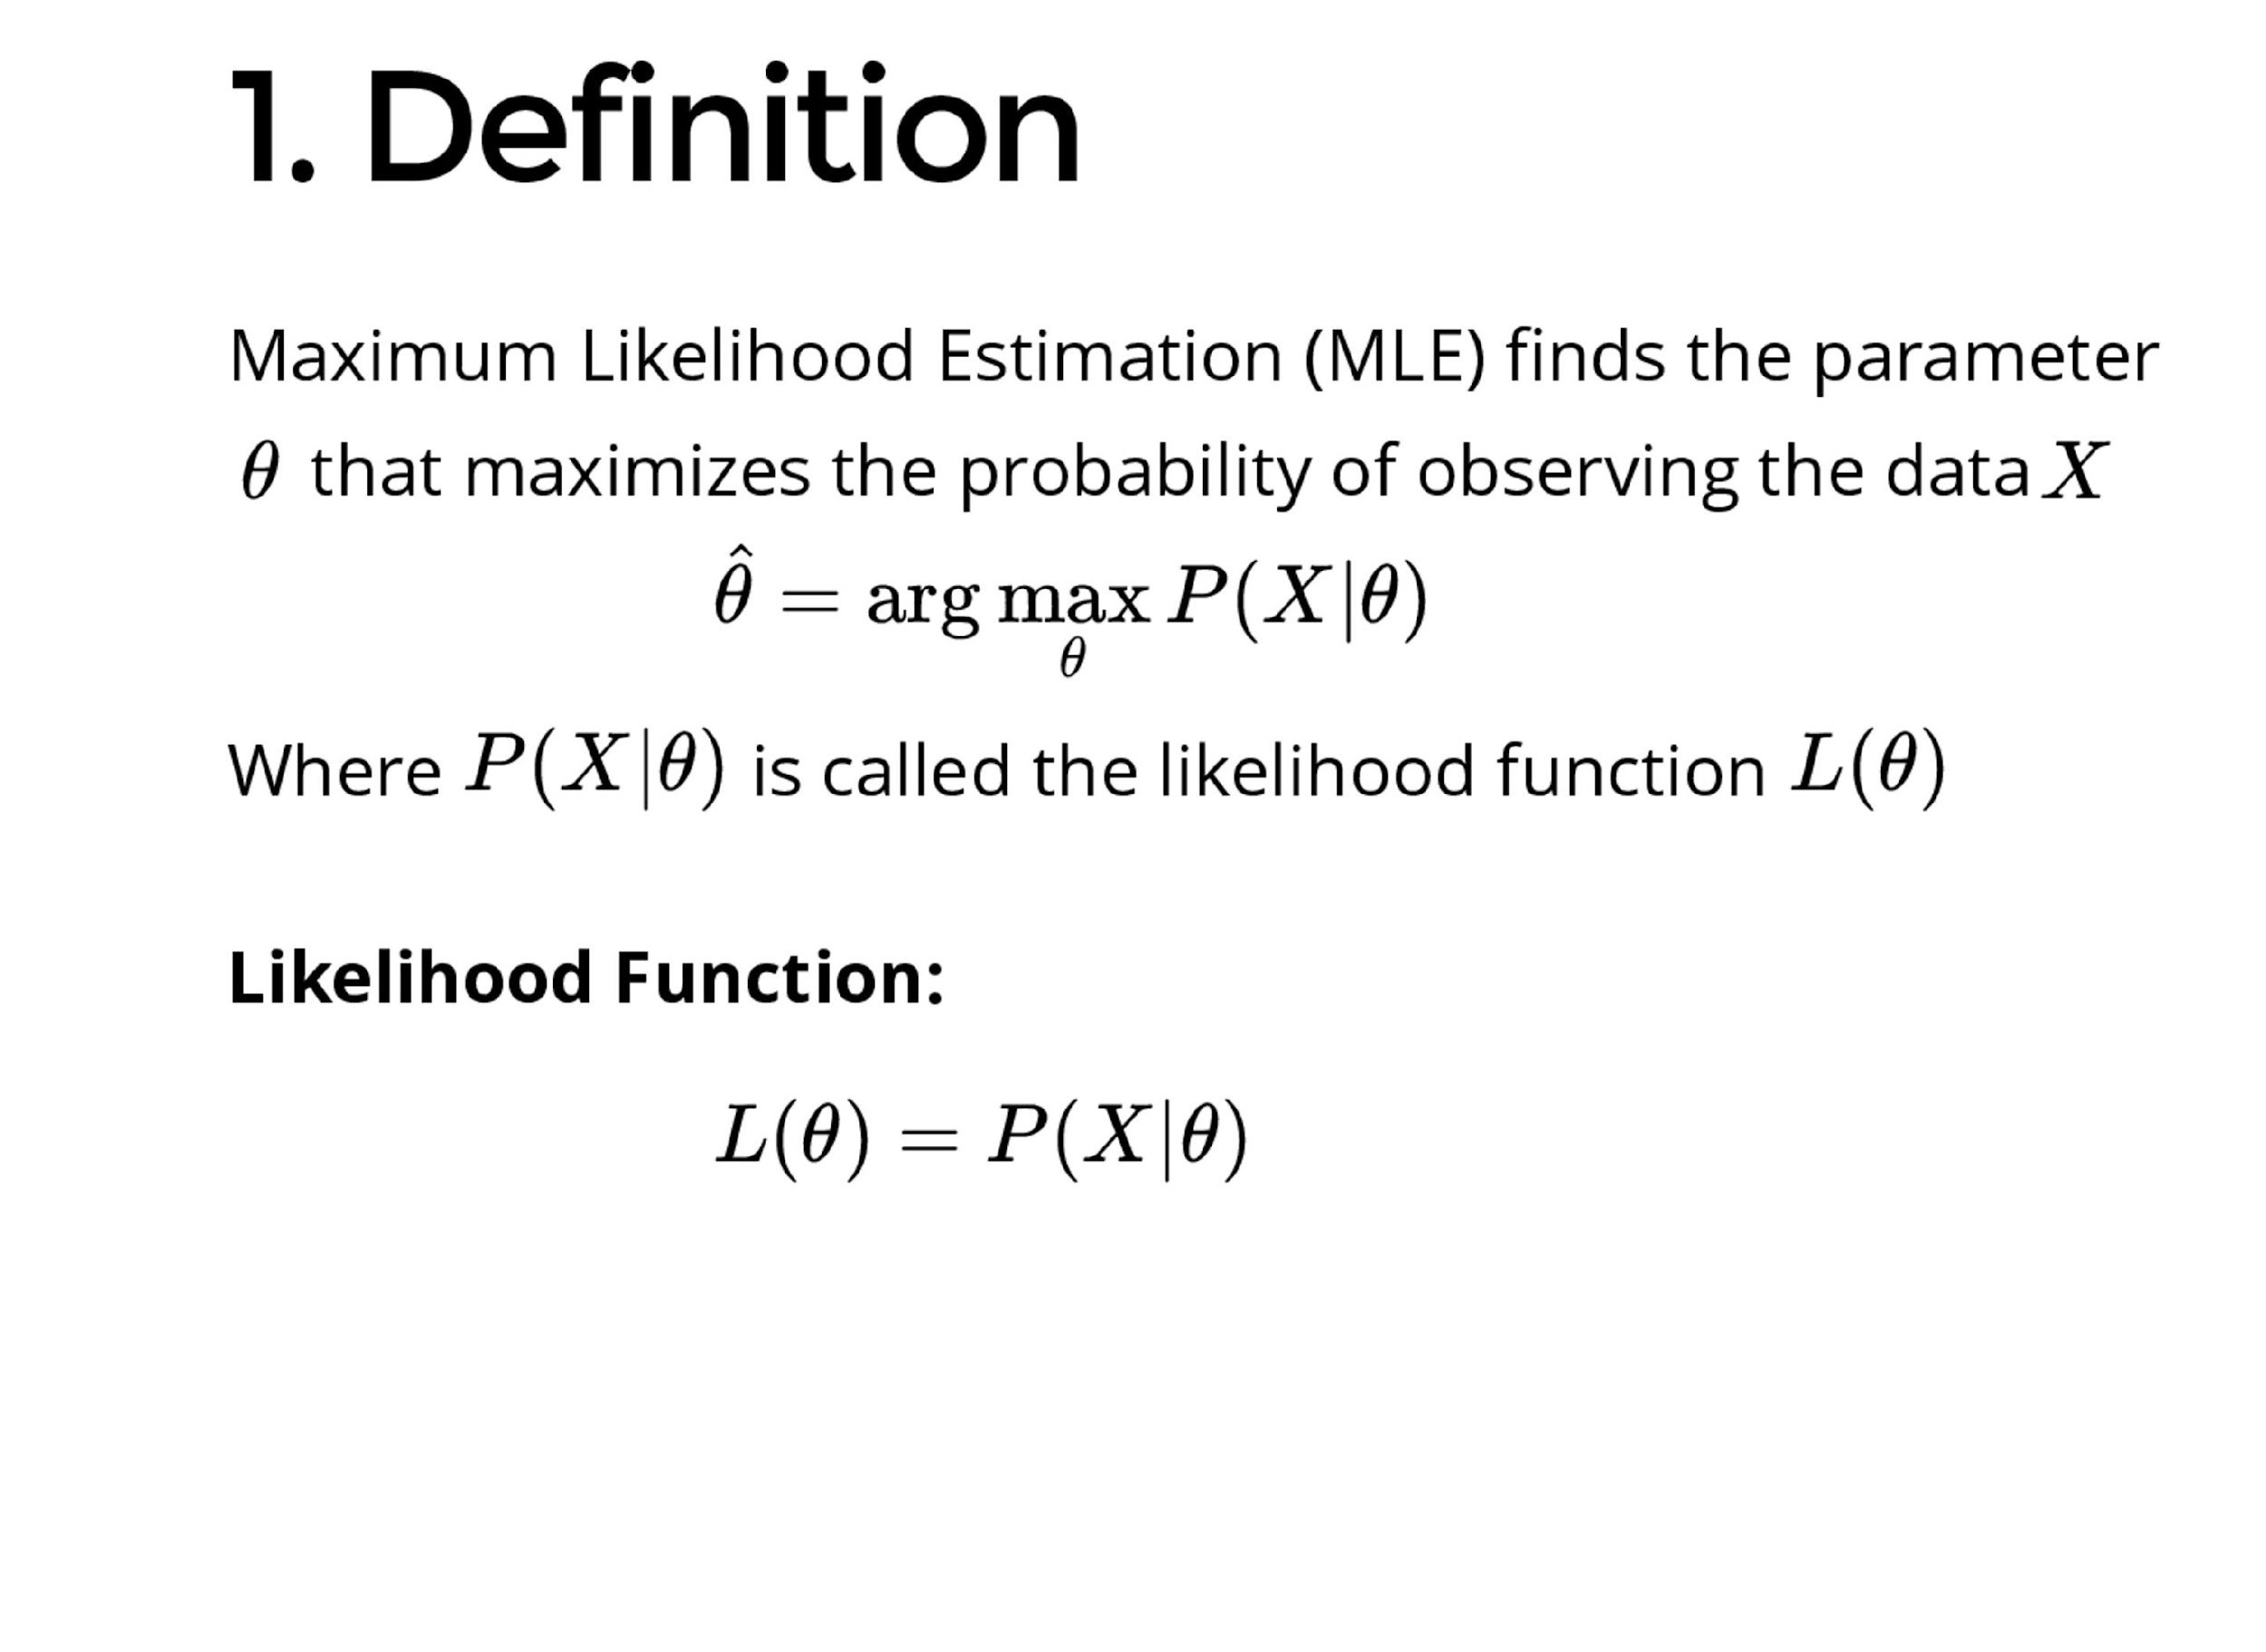 1. Definition
Maximum Likelihood Estimation (MLE) finds the parameter
θ that maximizes the probability of observing the data X
θ̂ = arg max P(X|θ)
θ
Where P(X|θ) is called the likelihood function L(θ)
Likelihood Function:
L(θ) = P(X|θ)